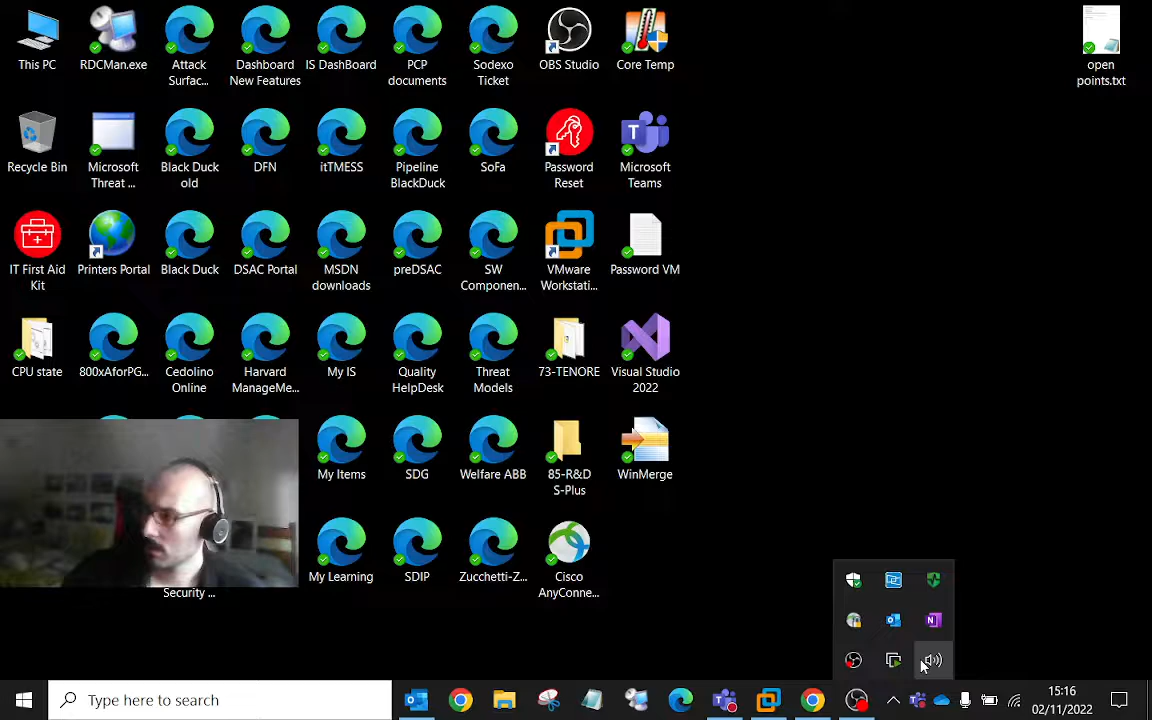 This PC
RDCMan.exe
Attack
Surfac...
Dashboard
New Features
IS DashBoard
PCP
documents
Sodexo
Ticket
OBS Studio
Core Temp
open
points.txt
Recycle Bin
Microsoft
Threat ...
Black Duck
old
DFN
itTMESS
Pipeline
BlackDuck
SoFa
Password
Reset
Microsoft
Teams
IT First Aid
Kit
Printers Portal
Black Duck
DSAC Portal
MSDN
downloads
preDSAC
SW
Componen...
VMware
Workstati...
Password VM
CPU state
800xAforPG...
Cedolino
Online
Harvard
ManageMe...
My IS
Quality
HelpDesk
Threat
Models
73-TENORE
Visual Studio
2022
My Items
SDG
Welfare ABB
85-R&D
S-Plus
WinMerge
Security ...
My Learning
SDIP
Zucchetti-Z...
Cisco
AnyConne...
Type here to search
15:16
02/11/2022